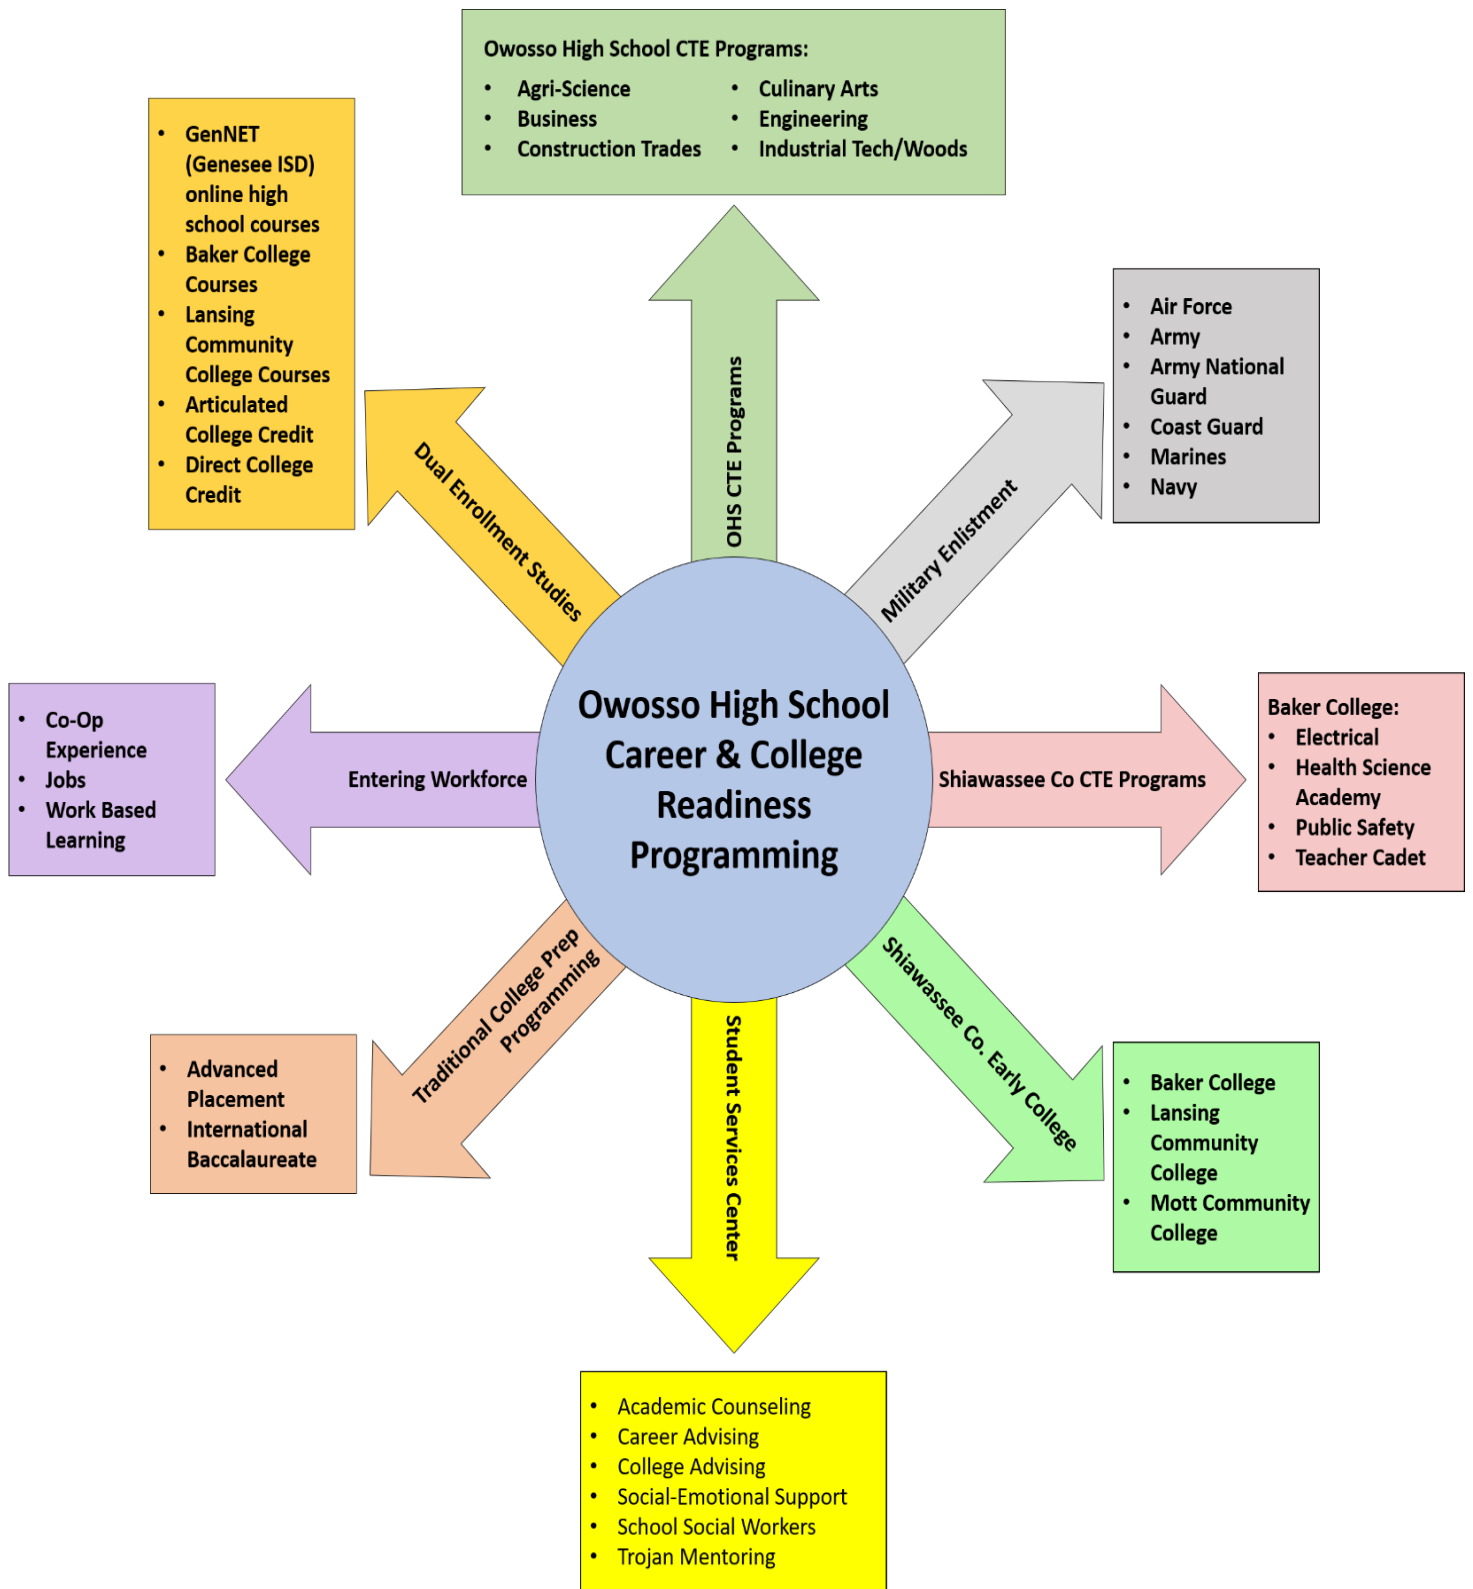 Owosso High School CTE Programs:
• Agri-Science
• Business
• Construction Trades
• Culinary Arts
• Engineering
• Industrial Tech/Woods
• GenNET
(Genesee ISD)
online high
school courses
• Baker College
Courses
• Lansing
Community
College Courses
• Articulated
College Credit
• Direct College
Credit
• Air Force
• Army
• Army National
Guard
• Coast Guard
• Marines
• Navy
OHS CTE Programs
Dual Enrollment Studies
Military Enlistment
• Co-Op
Experience
• Jobs
• Work Based
Learning
Entering Workforce
Owosso High School
Career & College
Readiness
Programming
Shiawassee Co CTE Programs
Baker College:
• Electrical
• Health Science
Academy
• Public Safety
• Teacher Cadet
Traditional College Prep
Programming
Student Services Center
Shiawassee Co. Early College
• Advanced
Placement
• International
Baccalaureate
• Baker College
• Lansing
Community
College
• Mott Community
College
• Academic Counseling
• Career Advising
• College Advising
• Social-Emotional Support
• School Social Workers
• Trojan Mentoring